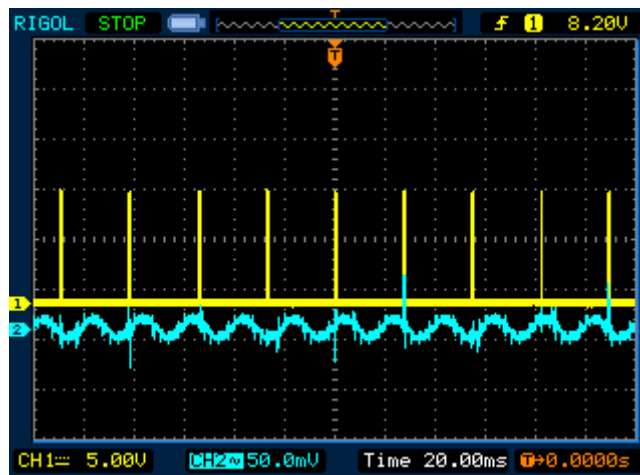 RIGOL STOP T 1 8.20V
T
1
2
CH1 5.00V CH2 50.0mV Time 20.00ms T→0.0000s